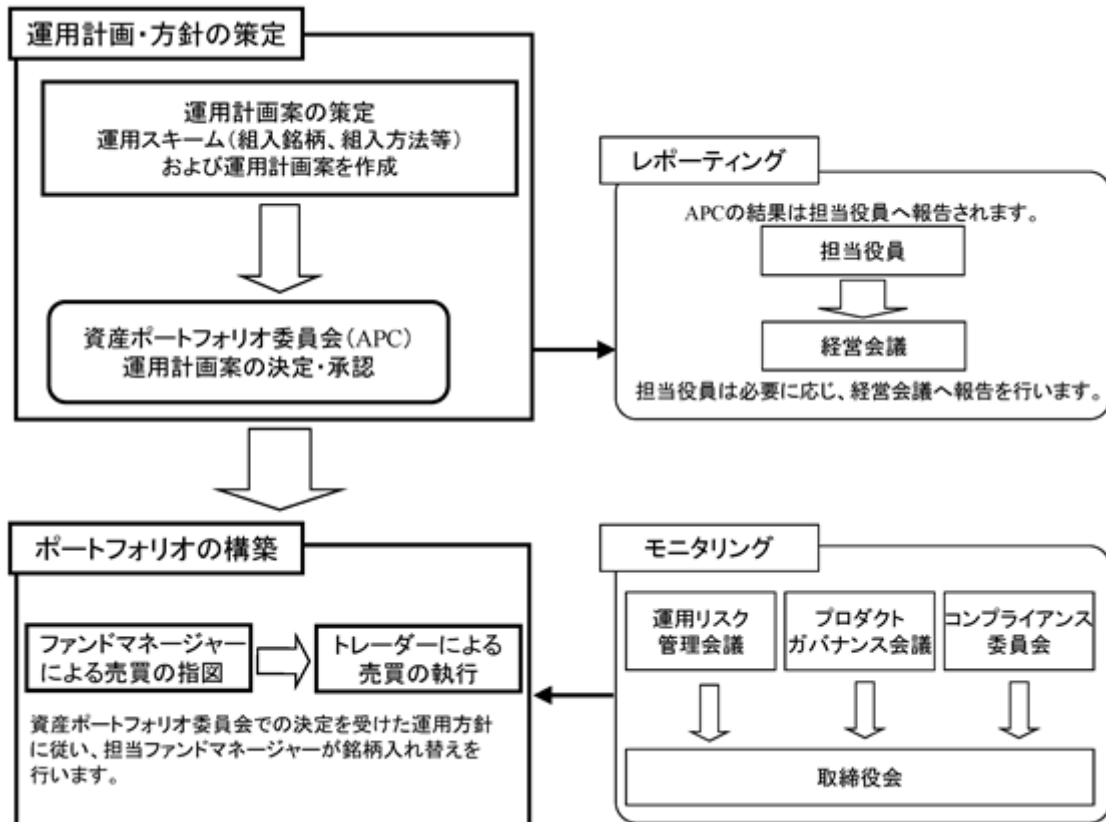 運用計画・方針の策定
運用計画案の策定
運用スキーム（組入銘柄、組入方法等）
および運用計画案を作成
資産ポートフォリオ委員会（APC）
運用計画案の決定・承認
レポーティング
APCの結果は担当役員へ報告されます。
担当役員
経営会議
担当役員は必要に応じ、経営会議へ報告を行います。
ポートフォリオの構築
ファンドマネージャー
による売買の指図
トレーダーによる
売買の執行
資産ポートフォリオ委員会での決定を受けた運用方針
に従い、担当ファンドマネージャーが銘柄入れ替えを
行います。
モニタリング
運用リスク
管理会議
プロダクト
ガバナンス会議
コンプライアンス
委員会
取締役会